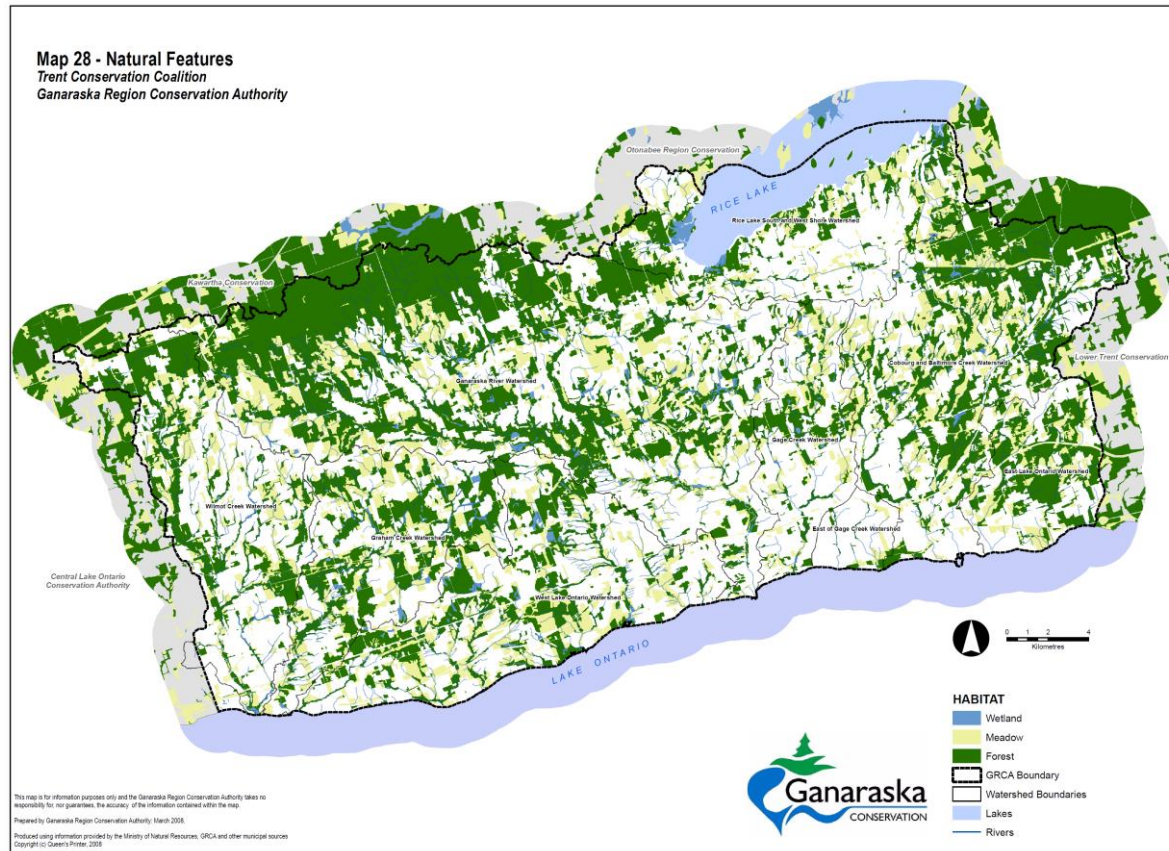 Map 28 - Natural Features
Trent Conservation Coalition
Ganaraska Region Conservation Authority
Otonabee Region Conservation
RICE LAKE
Rice Lake South and West Shore Watershed
Kawartha Conservation
Lower Trent Conservation
Cobourg and Baltimore Creek Watershed
Ganaraska River Watershed
Gage Creek Watershed
East Lake Ontario Watershed
Wilmot Creek Watershed
East of Gage Creek Watershed
Graham Creek Watershed
Central Lake Ontario
Conservation Authority
West Lake Ontario Watershed
LAKE ONTARIO
0 1 2 4
Kilometres
HABITAT
Wetland
Meadow
Forest
GRCA Boundary
Watershed Boundaries
Lakes
Rivers
Ganaraska
CONSERVATION
This map is for information purposes only and the Ganaraska Region Conservation Authority takes no
responsibility for, nor guarantees, the accuracy of the information contained within the map.
Prepared by Ganaraska Region Conservation Authority: March 2008.
Produced using information provided by the Ministry of Natural Resources, GRCA and other municipal sources
Copyright (c) Queen's Printer, 2008